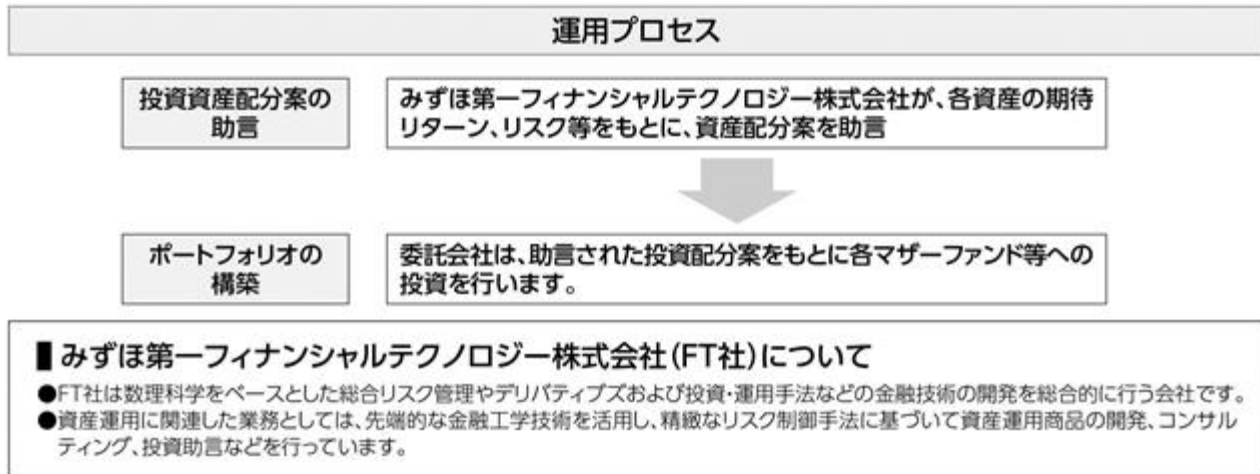 運用プロセス
投資資産配分案の
助言
みずほ第一フィナンシャルテクノロジー株式会社が、各資産の期待
リターン、リスク等をもとに、資産配分案を助言
ポートフォリオの
構築
委託会社は、助言された投資配分案をもとに各マザーファンド等への
投資を行います。
■みずほ第一フィナンシャルテクノロジー株式会社(FT社)について
●FT社は数理科学をベースとした総合リスク管理やデリバティブズおよび投資・運用手法などの金融技術の開発を総合的に行う会社です。
●資産運用に関連した業務としては、先端的な金融工学技術を活用し、精緻なリスク制御手法に基づいて資産運用商品の開発、コンサル
ティング、投資助言などを行っています。